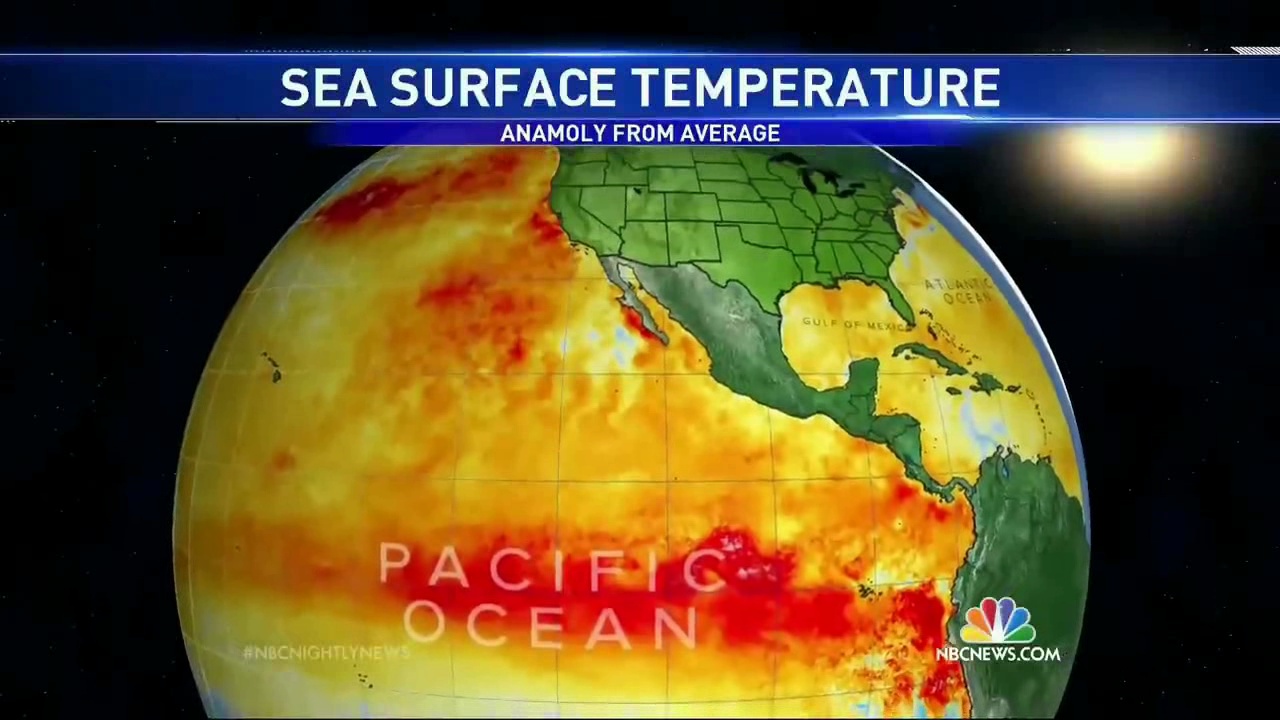 SEA SURFACE TEMPERATURE
ANAMOLY FROM AVERAGE
ATLANTIC
OCEAN
GULF OF MEXICO
PACIFIC
OCEAN
#NBCNIGHTLYNEWS
NBCNEWS.COM